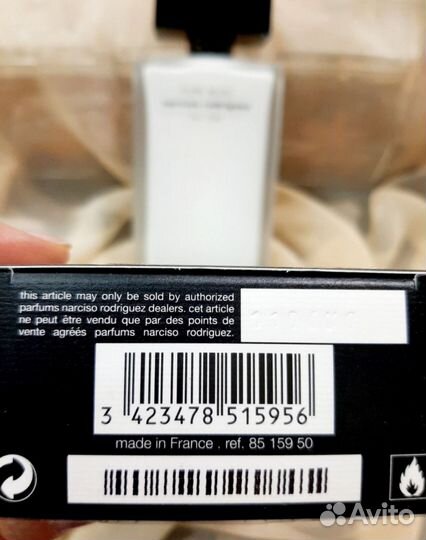 narciso rodriguez
this article may only be sold by authorized
parfums narciso rodriguez dealers. cet article
ne peut être vendu que par des points de
vente agréés parfums narciso rodriguez.
3 423478 515956
made in France . ref. 85 159 50
Avito